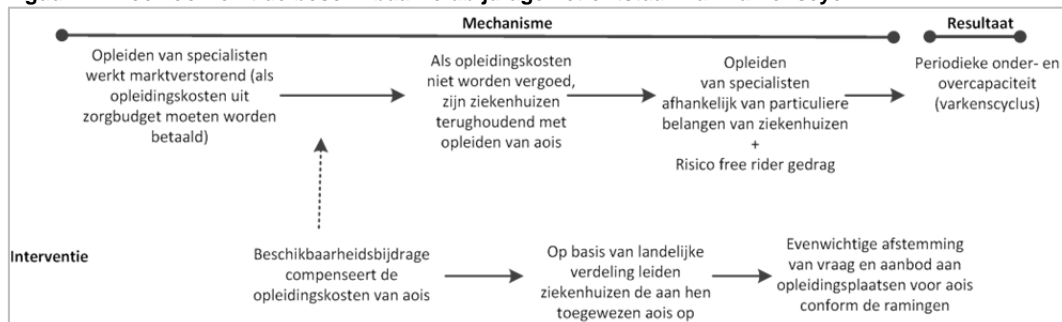 Mechanisme
Resultaat
Opleiden van specialisten
werkt marktverstorend (als
opleidingskosten uit
zorgbudget moeten worden
betaald)
Als opleidingskosten
niet worden vergoed,
zijn ziekenhuizen
terughoudend met
opleiden van aois
Opleiden
van specialisten
afhankelijk van particuliere
belangen van ziekenhuizen
+
Risico free rider gedrag
Periodieke onder- en
overcapaciteit
(varkenscyclus)
Interventie
Beschikbaarheidsbijdrage
compenseert de
opleidingskosten van aois
Op basis van landelijke
verdeling leiden
ziekenhuizen de aan hen
toegewezen aois op
Evenwichtige afstemming
van vraag en aanbod aan
opleidingsplaatsen voor aois
conform de ramingen